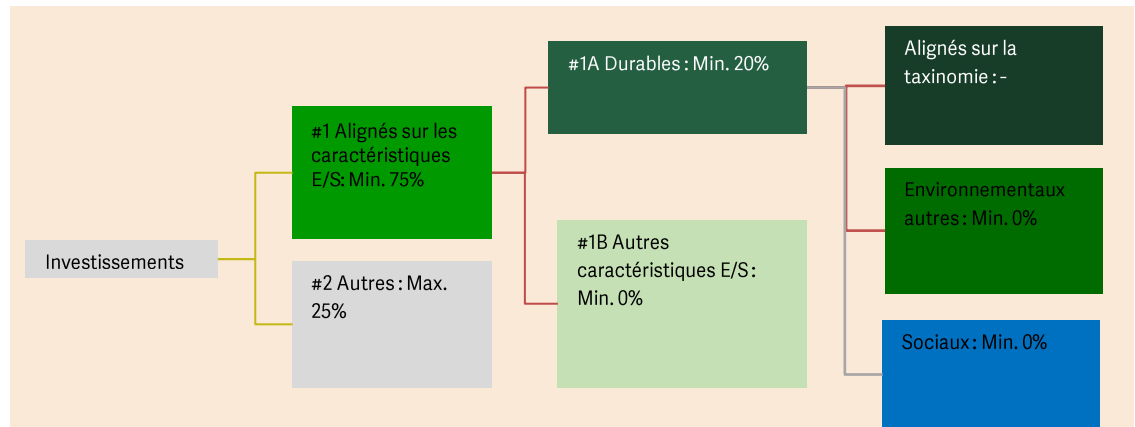 Investissements
#1 Alignés sur les
caractéristiques
E/S: Min. 75%
#2 Autres : Max.
25%
#1A Durables : Min. 20%
#1B Autres
caractéristiques E/S :
Min. 0%
Alignés sur la
taxinomie : -
Environnementaux
autres : Min. 0%
Sociaux : Min. 0%